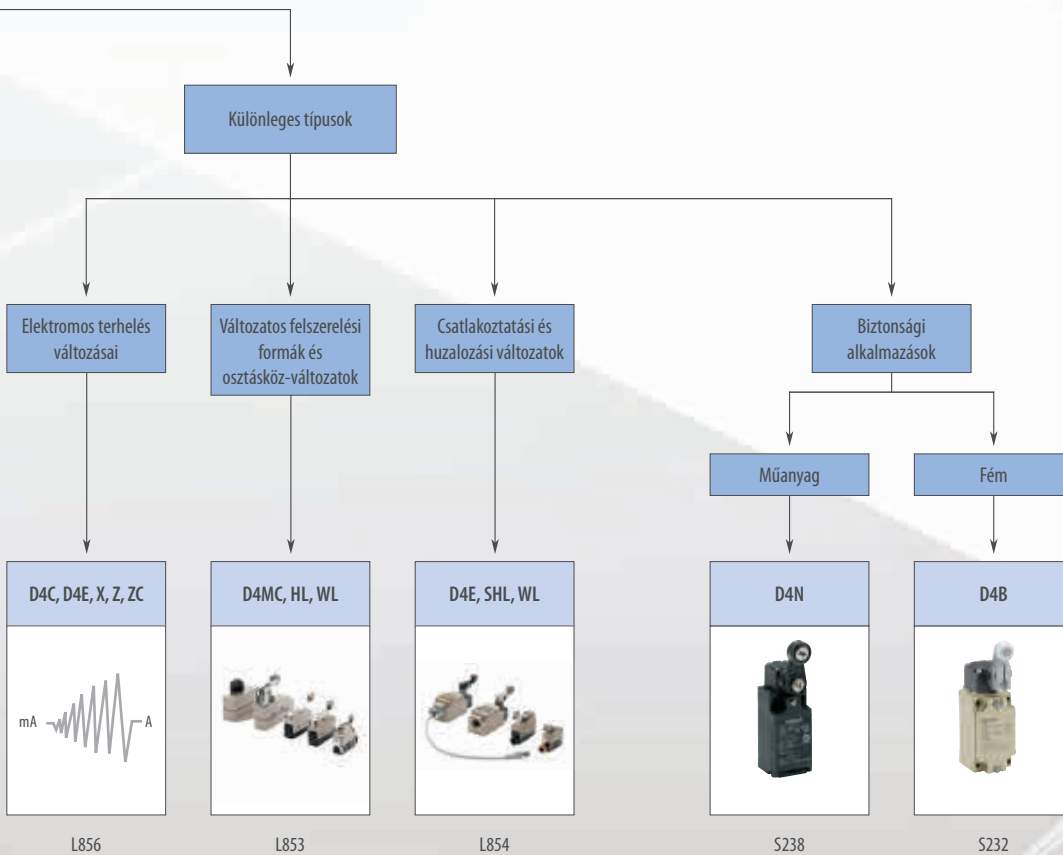 Különleges típusok
Elektromos terhelés
változásai
Változatos felszerelési
formák és
osztásköz-változatok
Csatlakoztatási és
huzalozási változatok
Biztonsági
alkalmazások
Műanyag
Fém
D4C, D4E, X, Z, ZC
D4MC, HL, WL
D4E, SHL, WL
D4N
D4B
mA
A
L856
L853
L854
S238
S232